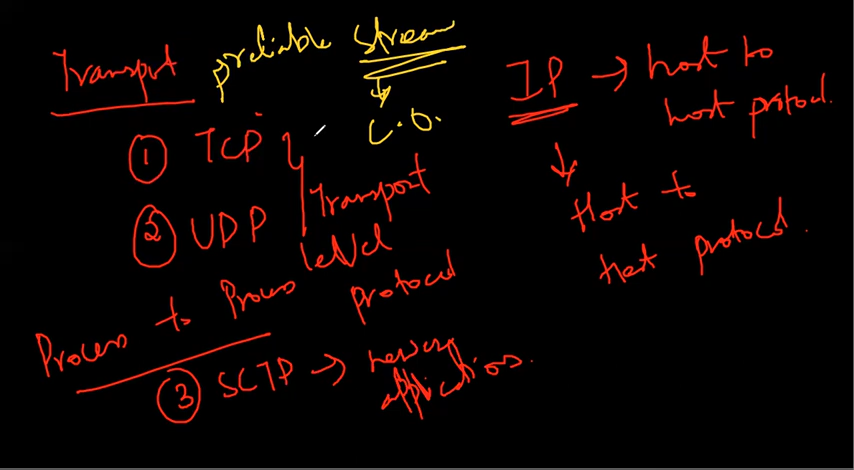 Transport
reliable stream
C.O.
① TCP
② UDP
Transport
level
protocol
Process to Process
③ SCTP → newer
applications.
IP → host to
host protocol.
Host to
protocol.